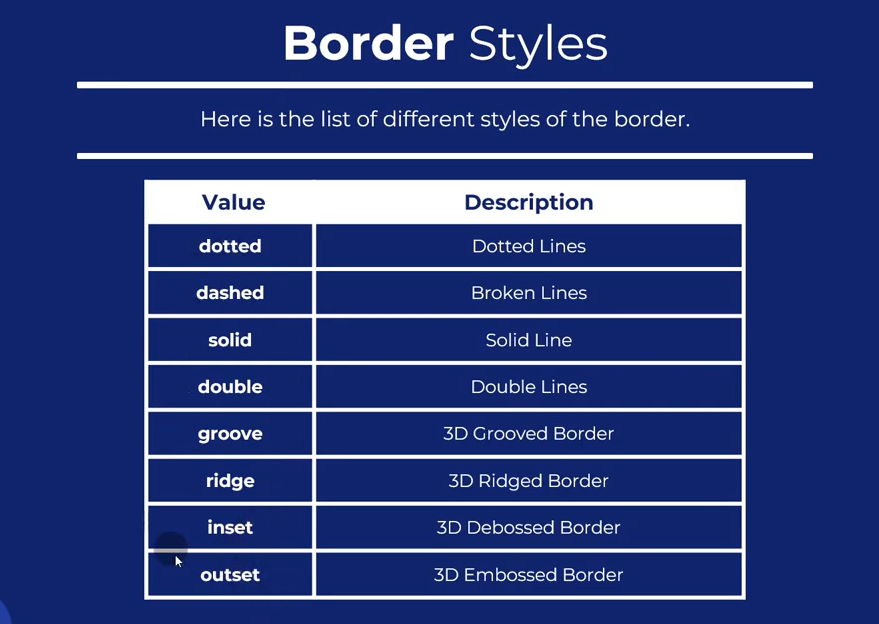 Border Styles
Here is the list of different styles of the border.
Value Description
dotted Dotted Lines
dashed Broken Lines
solid Solid Line
double Double Lines
groove 3D Grooved Border
ridge 3D Ridged Border
inset 3D Debossed Border
outset 3D Embossed Border